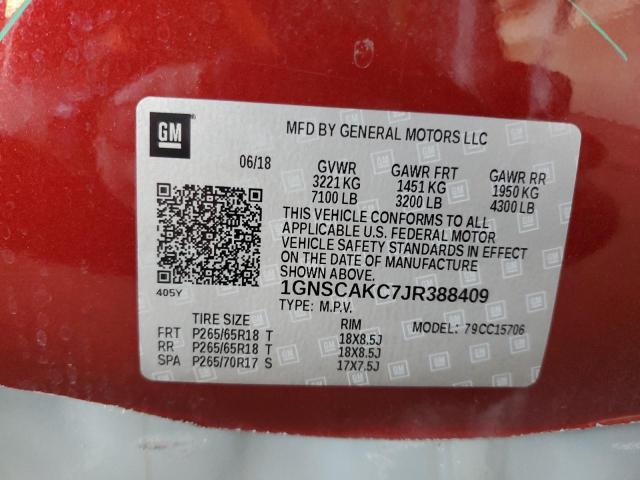 GM
MFD BY GENERAL MOTORS LLC
06/18 GVWR GAWR FRT GAWR RR
3221 KG 1451 KG 1950 KG
7100 LB 3200 LB 4300 LB
THIS VEHICLE CONFORMS TO ALL
APPLICABLE U.S. FEDERAL MOTOR
VEHICLE SAFETY STANDARDS IN EFFECT
ON THE DATE OF MANUFACTURE
SHOWN ABOVE.
405Y 1GNSCAKC7JR388409
TYPE: M.P.V.
TIRE SIZE RIM MODEL: 79CC15706
FRT P265/65R18 T 18X8.5J
RR P265/65R18 T 18X8.5J
SPA P265/70R17 S 17X7.5J